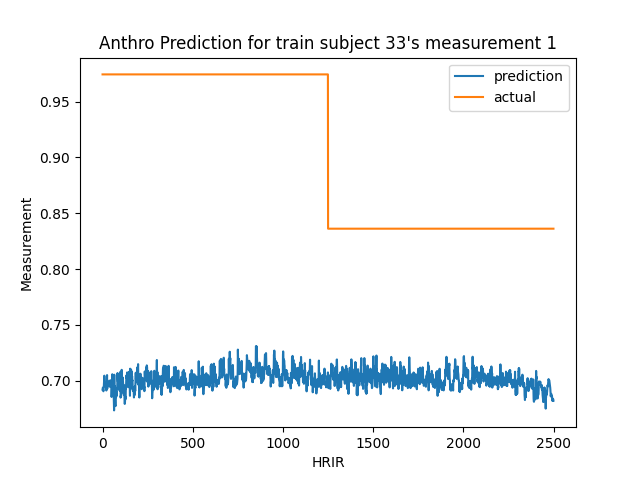 Anthro Prediction for train subject 33's measurement 1
prediction
actual
Measurement
0.95
0.90
0.85
0.80
0.75
0.70
0 500 1000 1500 2000 2500
HRIR